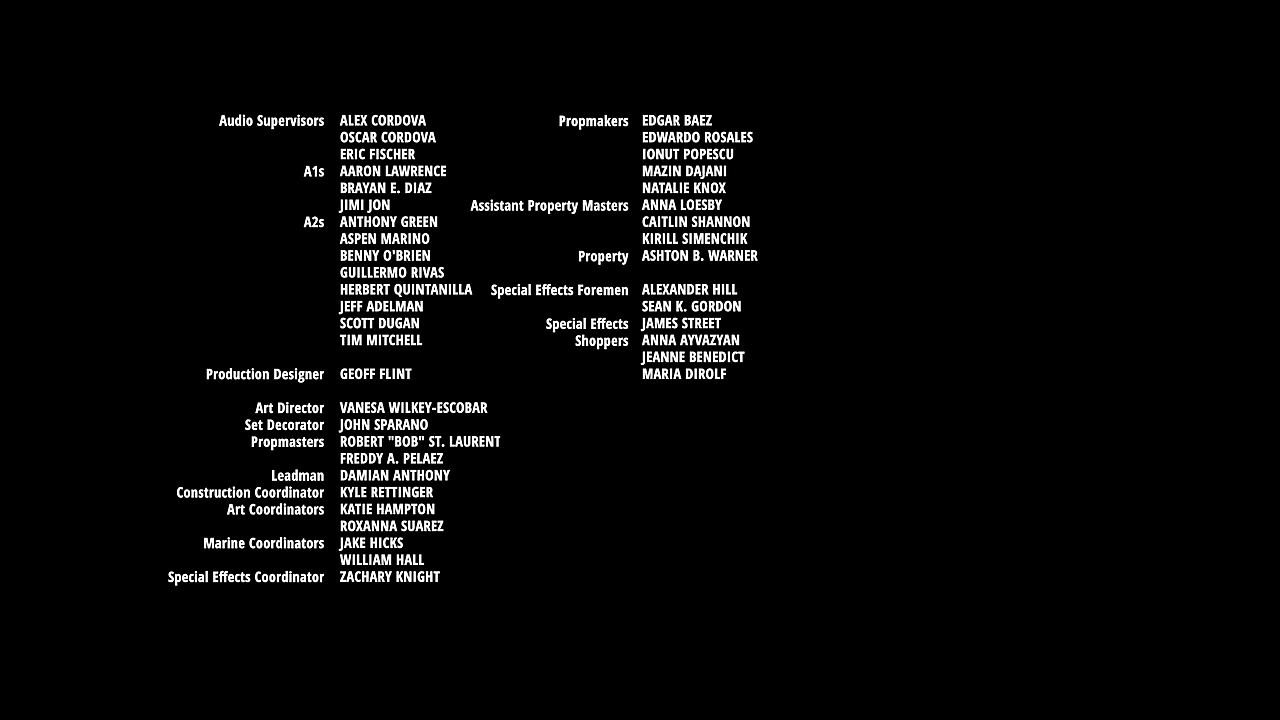 Audio Supervisors ALEX CORDOVA
OSCAR CORDOVA
ERIC FISCHER
A1s AARON LAWRENCE
BRAYAN E. DIAZ
JIMI JON
A2s ANTHONY GREEN
ASPEN MARINO
BENNY O'BRIEN
GUILLERMO RIVAS
HERBERT QUINTANILLA
JEFF ADELMAN
SCOTT DUGAN
TIM MITCHELL
Production Designer GEOFF FLINT
Art Director VANESA WILKEY-ESCOBAR
Set Decorator JOHN SPARANO
Propmasters ROBERT "BOB" ST. LAURENT
FREDDY A. PELAEZ
Leadman DAMIAN ANTHONY
Construction Coordinator KYLE RETTINGER
Art Coordinators KATIE HAMPTON
ROXANNA SUAREZ
Marine Coordinators JAKE HICKS
WILLIAM HALL
Special Effects Coordinator ZACHARY KNIGHT
Propmakers EDGAR BAEZ
EDWARDO ROSALES
IONUT POPESCU
MAZIN DAJANI
NATALIE KNOX
Assistant Property Masters ANNA LOESBY
CAITLIN SHANNON
KIRILL SIMENCHIK
Property ASHTON B. WARNER
Special Effects Foremen ALEXANDER HILL
SEAN K. GORDON
Special Effects JAMES STREET
Shoppers ANNA AYVAZYAN
JEANNE BENEDICT
MARIA DIROLF